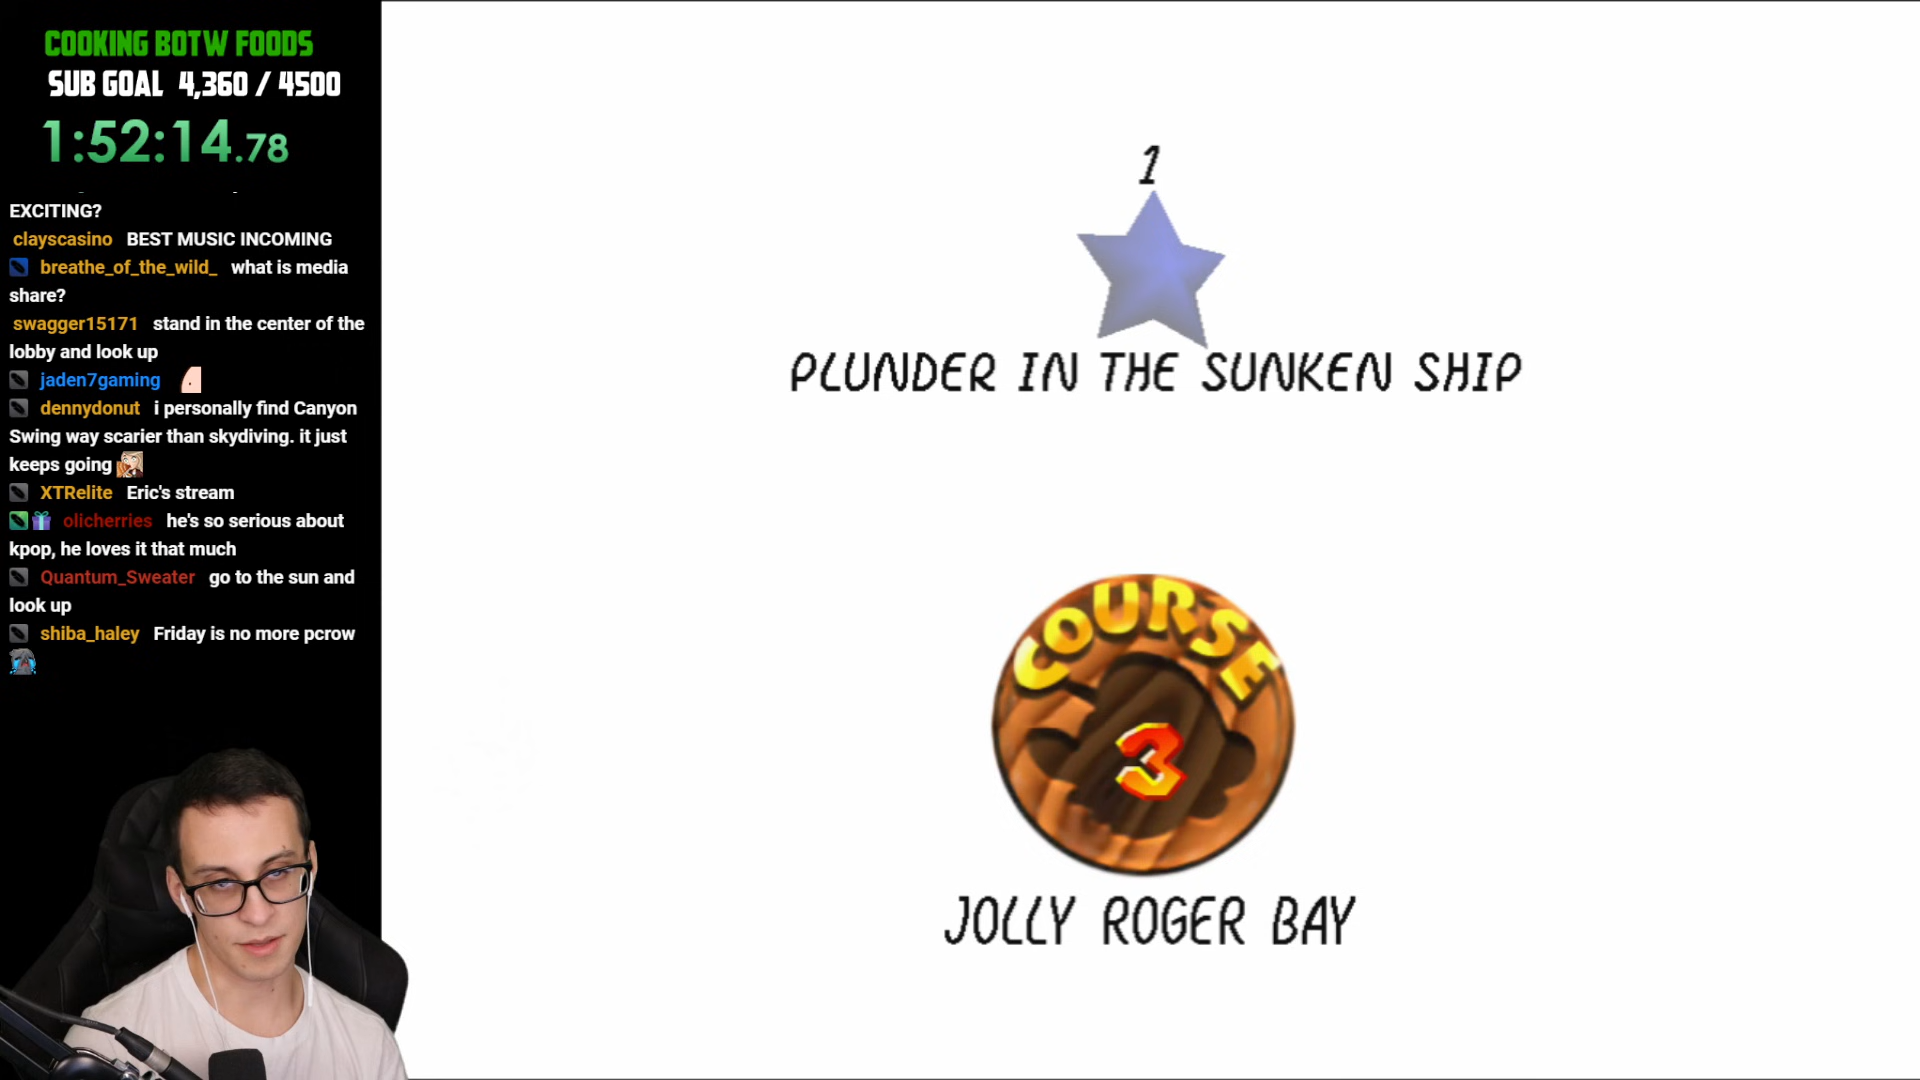 COOKING BOTW FOODS
SUB GOAL 4,360 / 4500
1:52:14.78
EXCITING?
clayscasino BEST MUSIC INCOMING
breathe_of_the_wild_ what is media
share?
swagger15171 stand in the center of the
lobby and look up
jaden7gaming
dennydonut i personally find Canyon
Swing way scarier than skydiving. it just
keeps going
XTRelite Eric's stream
olicherries he's so serious about
kpop, he loves it that much
Quantum_Sweater go to the sun and
look up
shiba_haley Friday is no more pcrow
1
PLUNDER IN THE SUNKEN SHIP
COURSE
3
JOLLY ROGER BAY